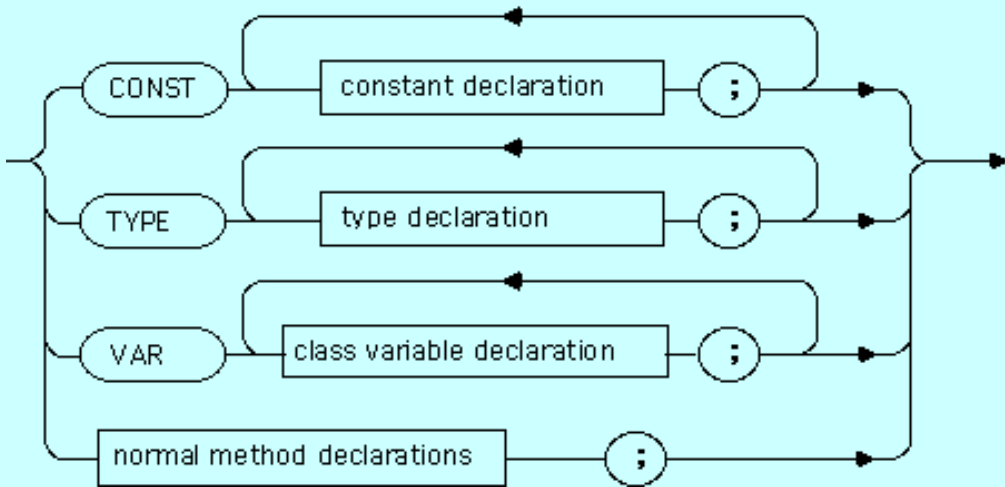 CONST constant declaration ;
TYPE type declaration ;
VAR class variable declaration ;
normal method declarations ;